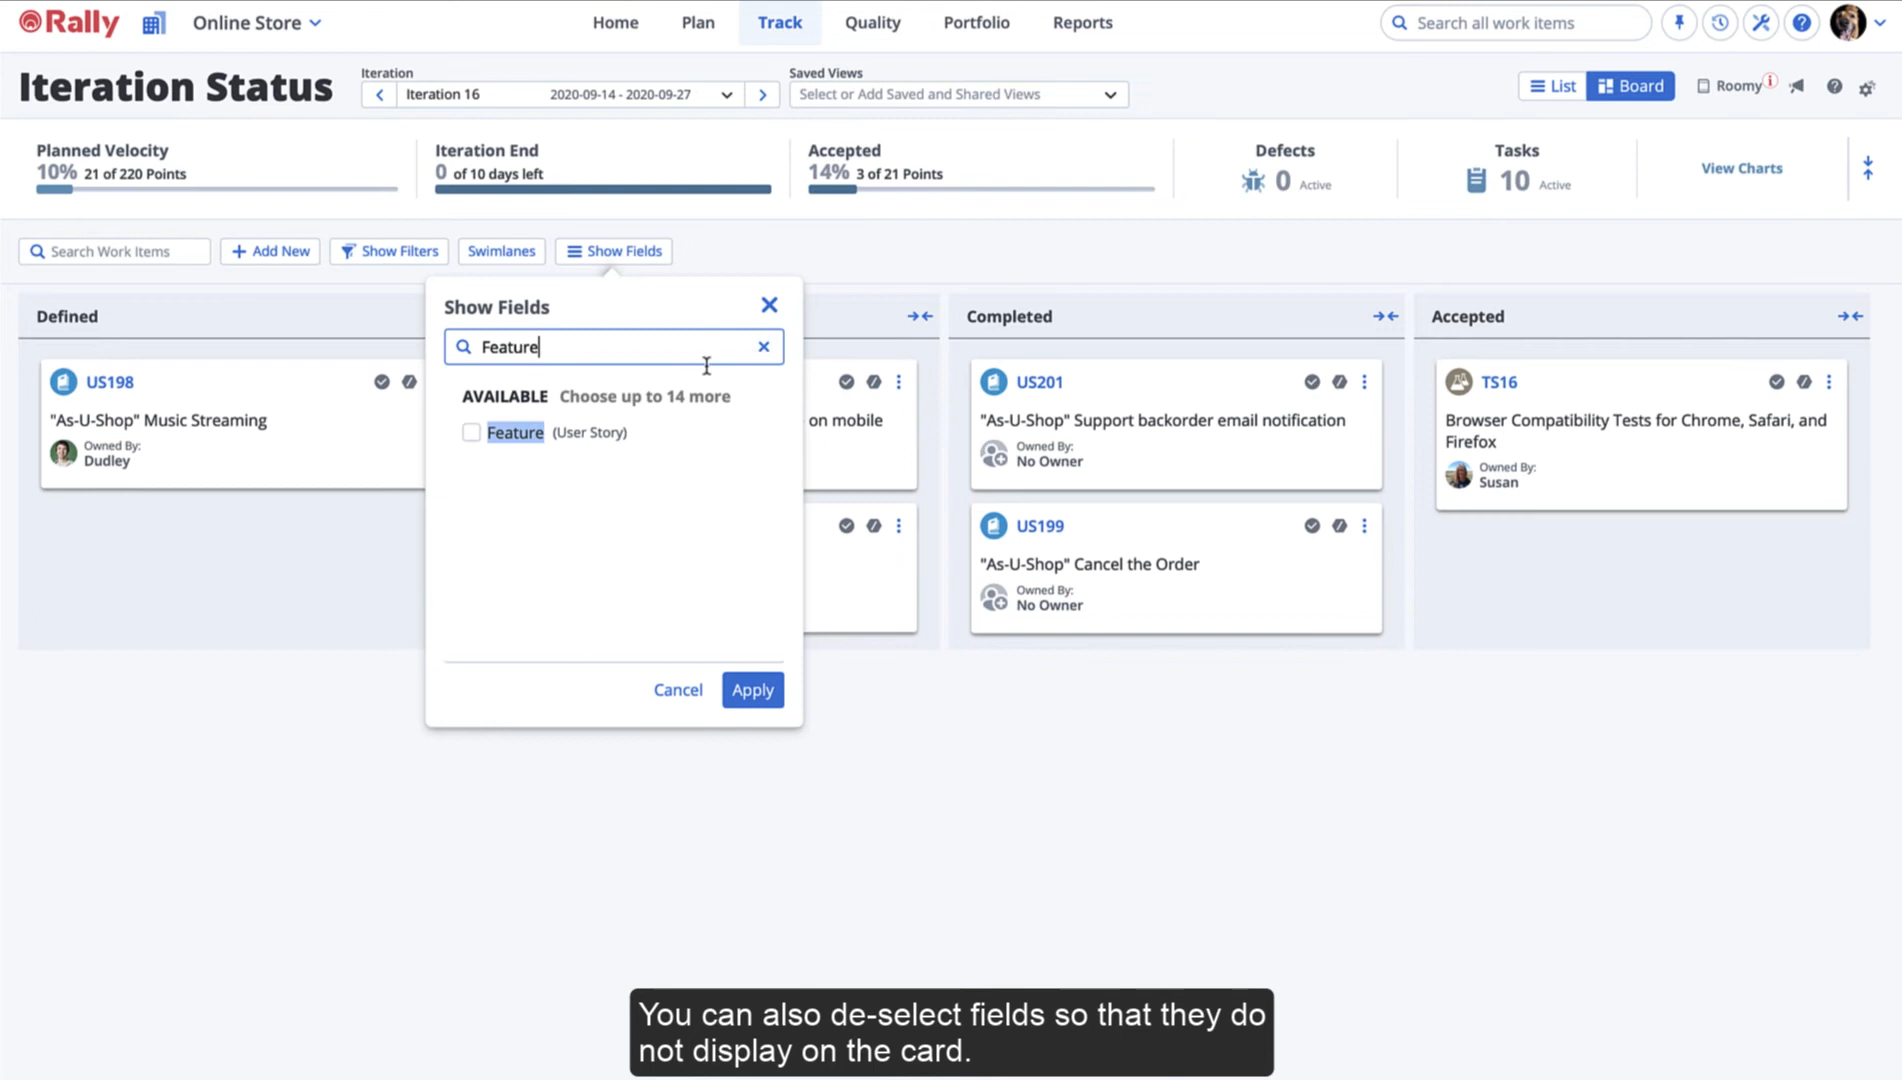 Rally
Online Store
Home
Plan
Track
Quality
Portfolio
Reports
Search all work items
Iteration Status
Iteration
Iteration 16
2020-09-14 - 2020-09-27
Saved Views
Select or Add Saved and Shared Views
List
Board
Roomy
Planned Velocity
10% 21 of 220 Points
Iteration End
0 of 10 days left
Accepted
14% 3 of 21 Points
Defects
0 Active
Tasks
10 Active
View Charts
Search Work Items
Add New
Show Filters
Swimlanes
Show Fields
Defined
US198
"As-U-Shop" Music Streaming
Owned By:
Dudley
Show Fields
Feature
AVAILABLE Choose up to 14 more
Feature (User Story)
Cancel
Apply
on mobile
Completed
US201
"As-U-Shop" Support backorder email notification
Owned By:
No Owner
US199
"As-U-Shop" Cancel the Order
Owned By:
No Owner
Accepted
TS16
Browser Compatibility Tests for Chrome, Safari, and
Firefox
Owned By:
Susan
You can also de-select fields so that they do
not display on the card.